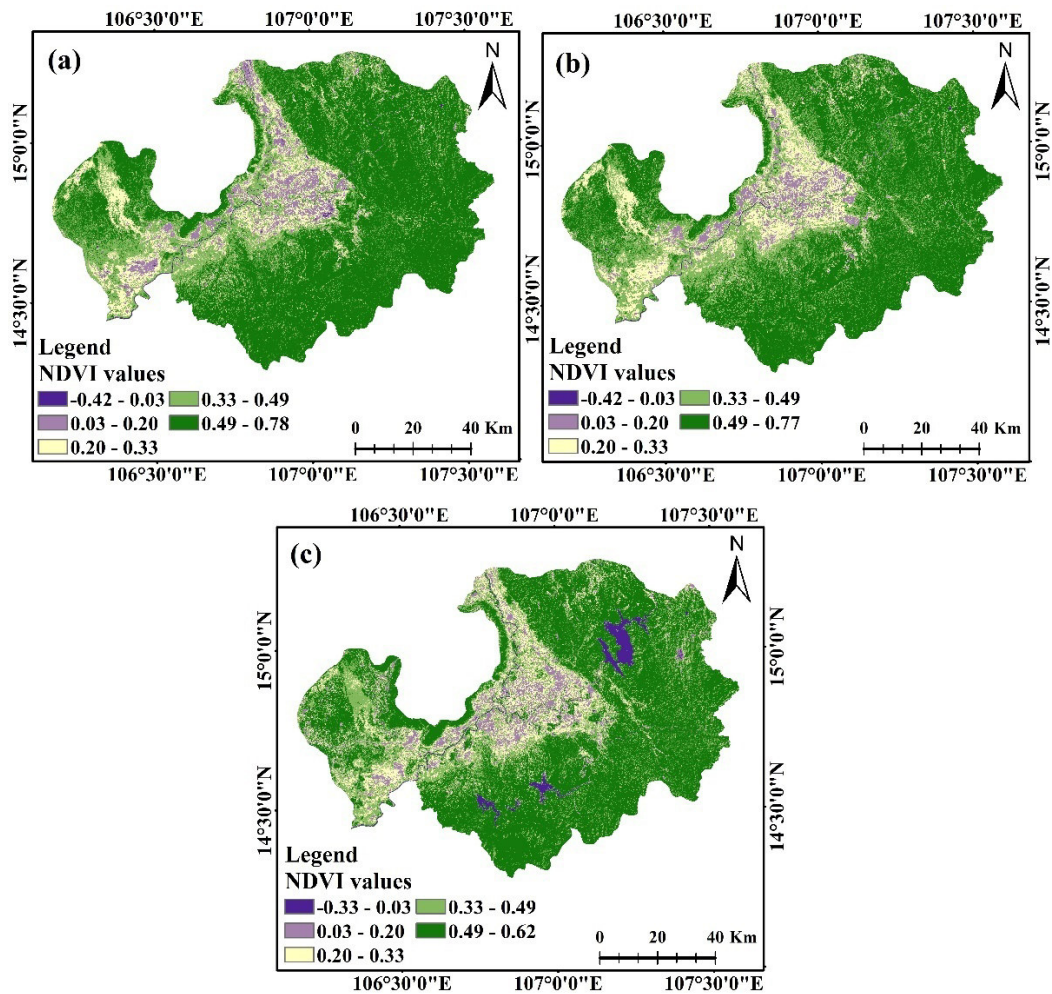 106°30'0"E 107°0'0"E 107°30'0"E
(a)
N
15°0'0"N
14°30'0"N
15°0'0"N
14°30'0"N
Legend
NDVI values
-0.42 - 0.03 0.33 - 0.49
0.03 - 0.20 0.49 - 0.78
0.20 - 0.33
0 20 40 Km
106°30'0"E 107°0'0"E 107°30'0"E
106°30'0"E 107°0'0"E 107°30'0"E
(b)
N
15°0'0"N
14°30'0"N
15°0'0"N
14°30'0"N
Legend
NDVI values
-0.42 - 0.03 0.33 - 0.49
0.03 - 0.20 0.49 - 0.77
0.20 - 0.33
0 20 40 Km
106°30'0"E 107°0'0"E 107°30'0"E
106°30'0"E 107°0'0"E 107°30'0"E
(c)
N
15°0'0"N
14°30'0"N
15°0'0"N
14°30'0"N
Legend
NDVI values
-0.33 - 0.03 0.33 - 0.49
0.03 - 0.20 0.49 - 0.62
0.20 - 0.33
0 20 40 Km
106°30'0"E 107°0'0"E 107°30'0"E